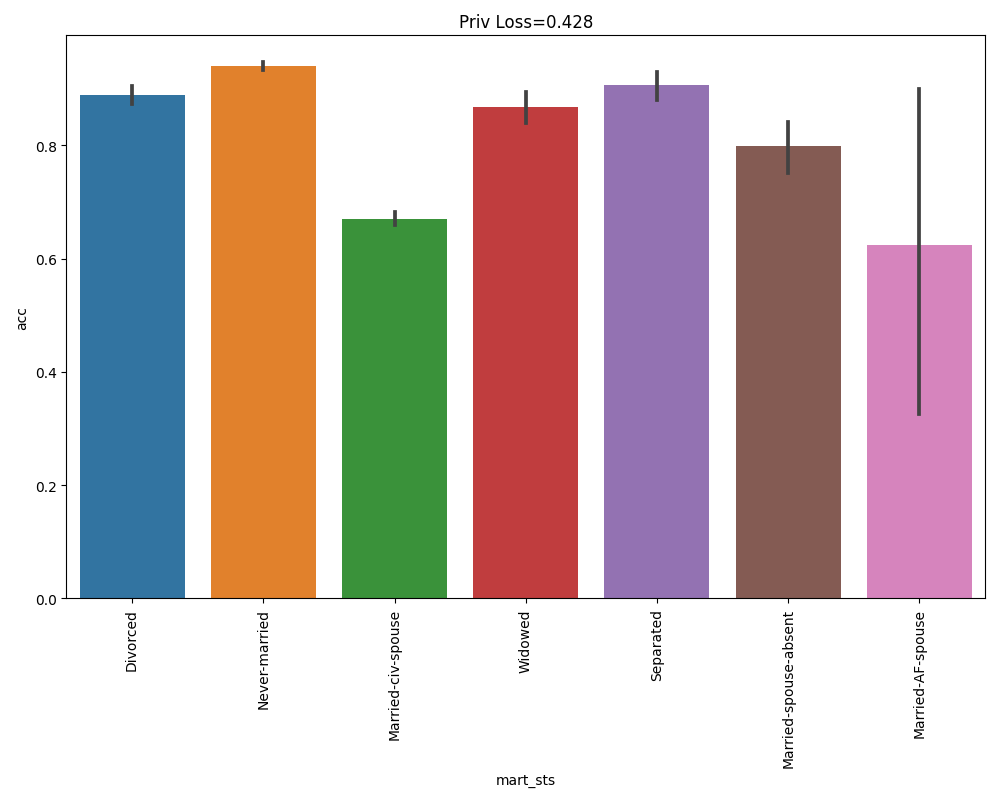 Priv Loss=0.428
acc
0.8
0.6
0.4
0.2
0.0
Divorced
Never-married
Married-civ-spouse
Widowed
Separated
Married-spouse-absent
Married-AF-spouse
mart_sts